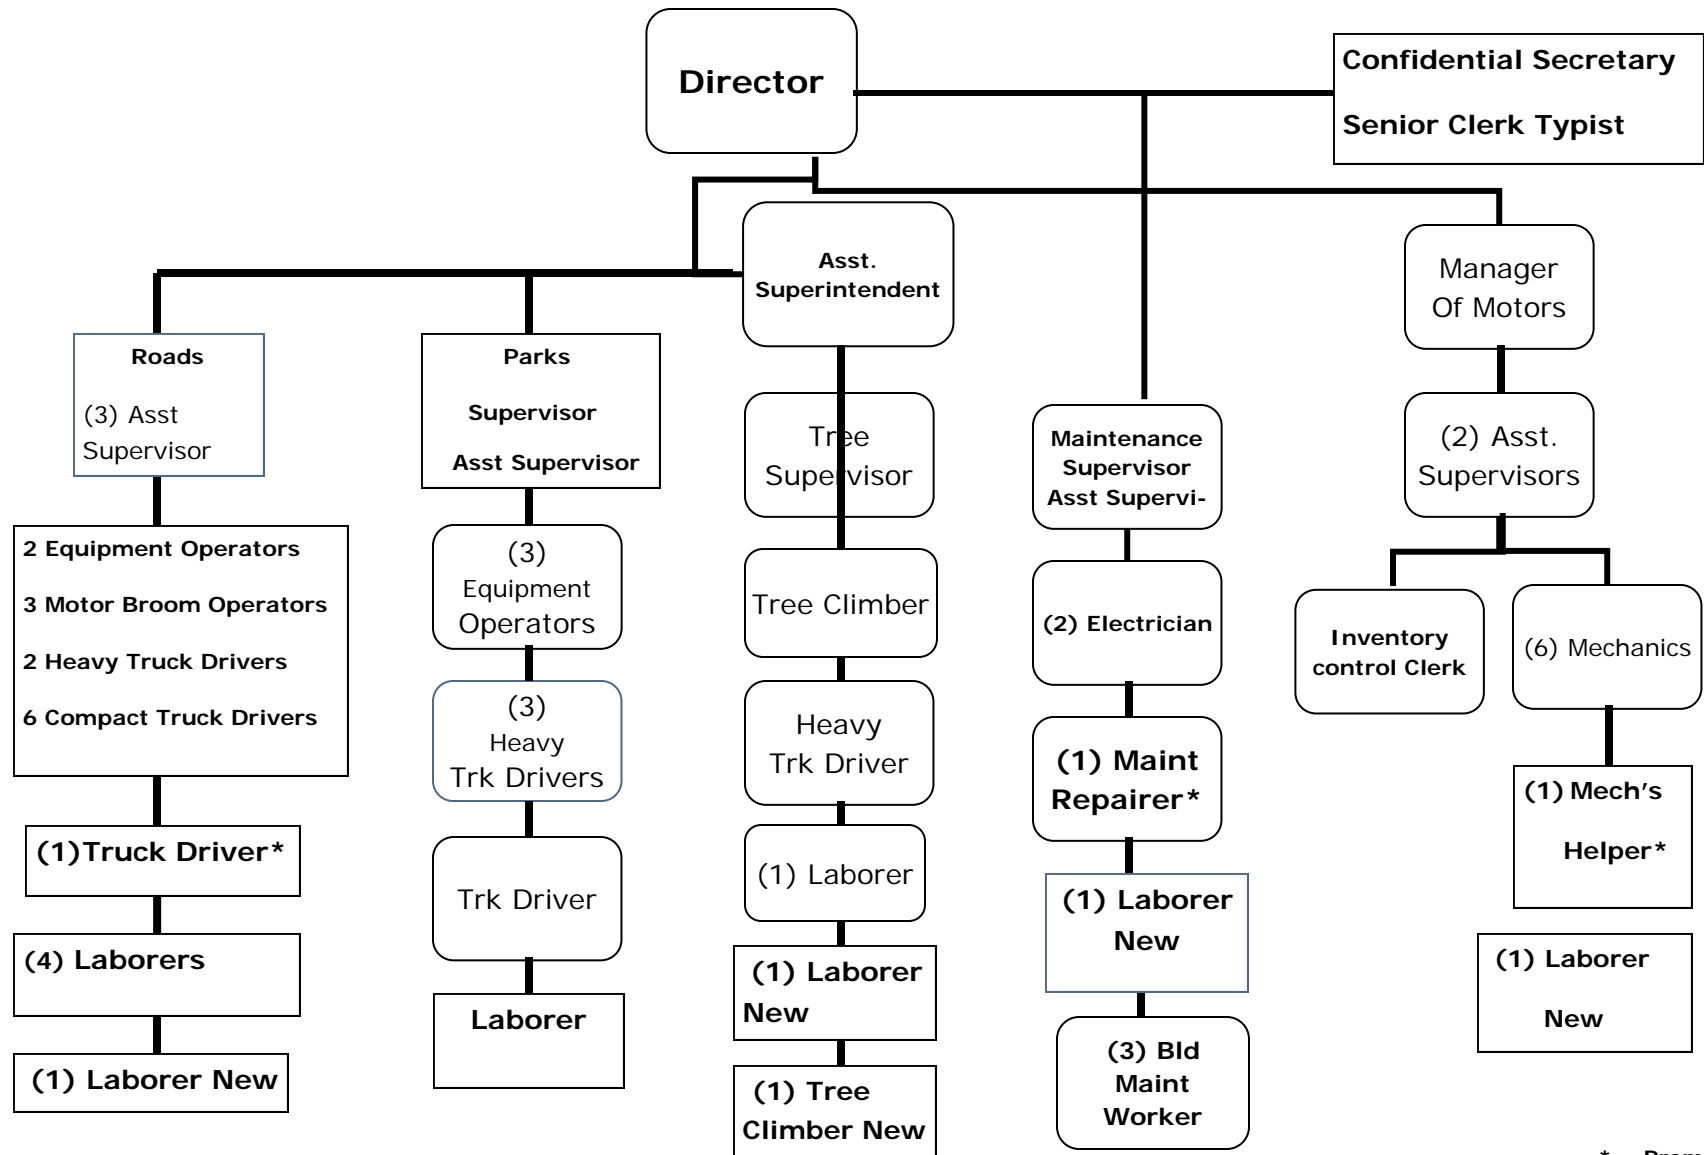 Director
Confidential Secretary
Senior Clerk Typist
Asst.
Superintendent
Manager
Of Motors
Roads
(3) Asst
Supervisor
2 Equipment Operators
3 Motor Broom Operators
2 Heavy Truck Drivers
6 Compact Truck Drivers
(1)Truck Driver*
(4) Laborers
(1) Laborer New
Parks
Supervisor
Asst Supervisor
(3)
Equipment
Operators
(3)
Heavy
Trk Drivers
Trk Driver
Laborer
Tree
Supervisor
Tree Climber
Heavy
Trk Driver
(1) Laborer
(1) Laborer
New
(1) Tree
Climber New
Maintenance
Supervisor
Asst Supervi-
(2) Electrician
(1) Maint
Repairer*
(1) Laborer
New
(3) Bld
Maint
Worker
(2) Asst.
Supervisors
Inventory
control Clerk
(6) Mechanics
(1) Mech's
Helper*
(1) Laborer
New
*